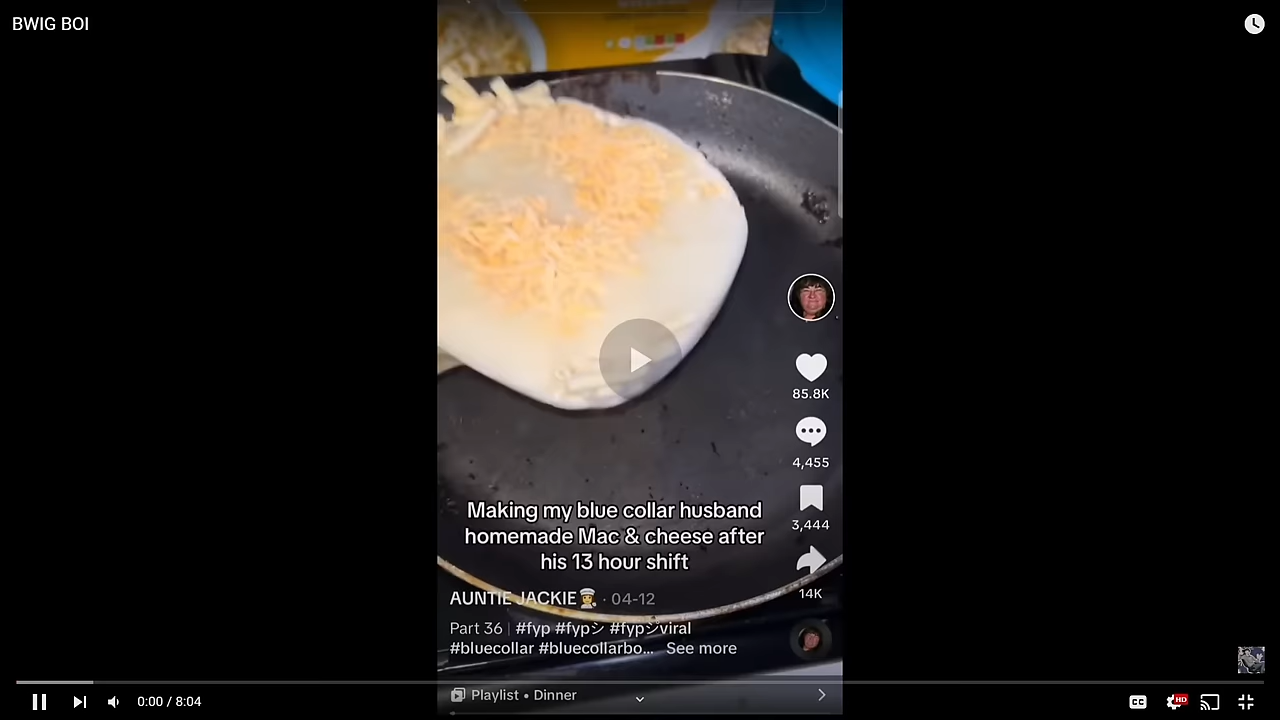 BWIG BOI
85.8K
4,455
3,444
14K
Making my blue collar husband
homemade Mac & cheese after
his 13 hour shift
AUNTIE JACKIE👩‍🍳 · 04-12
Part 36 | #fyp #fypシ #fypシviral
#bluecollar #bluecollarbo... See more
Playlist • Dinner
0:00 / 8:04
CC
HD